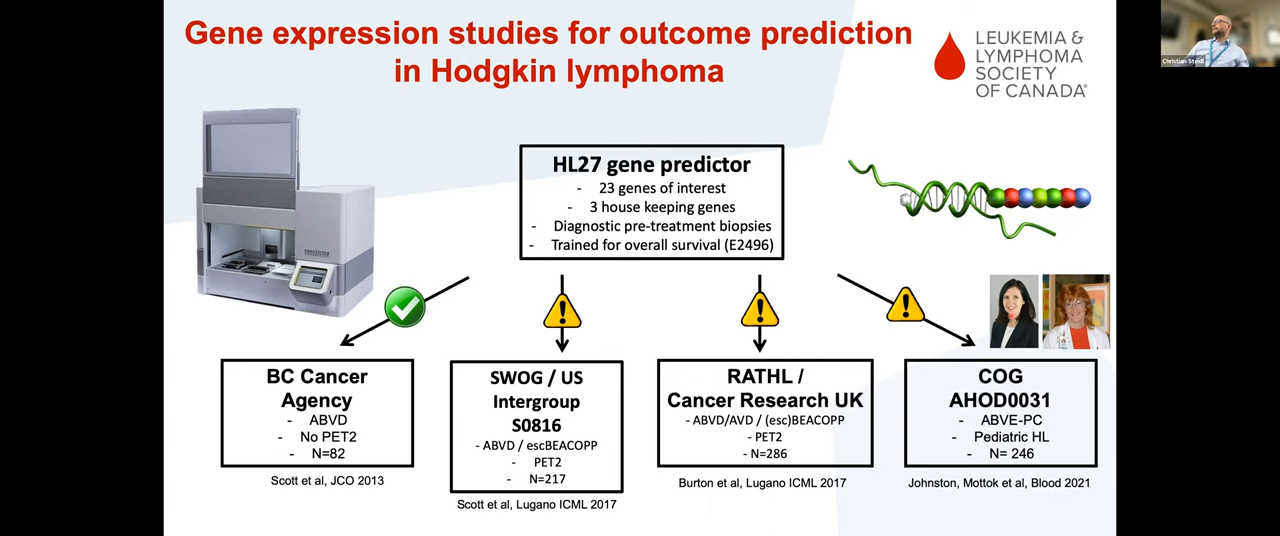 Gene expression studies for outcome prediction
in Hodgkin lymphoma
LEUKEMIA &
LYMPHOMA
SOCIETY
OF CANADA®
Christian Steidl
HL27 gene predictor
- 23 genes of interest
- 3 house keeping genes
- Diagnostic pre-treatment biopsies
- Trained for overall survival (E2496)
BC Cancer
Agency
- ABVD
- No PET2
- N=82
Scott et al, JCO 2013
SWOG / US
Intergroup
S0816
- ABVD / escBEACOPP
- PET2
- N=217
Scott et al, Lugano ICML 2017
RATHL /
Cancer Research UK
- ABVD/AVD / (esc)BEACOPP
- PET2
- N=286
Burton et al, Lugano ICML 2017
COG
AHOD0031
- ABVE-PC
- Pediatric HL
- N= 246
Johnston, Mottok et al, Blood 2021